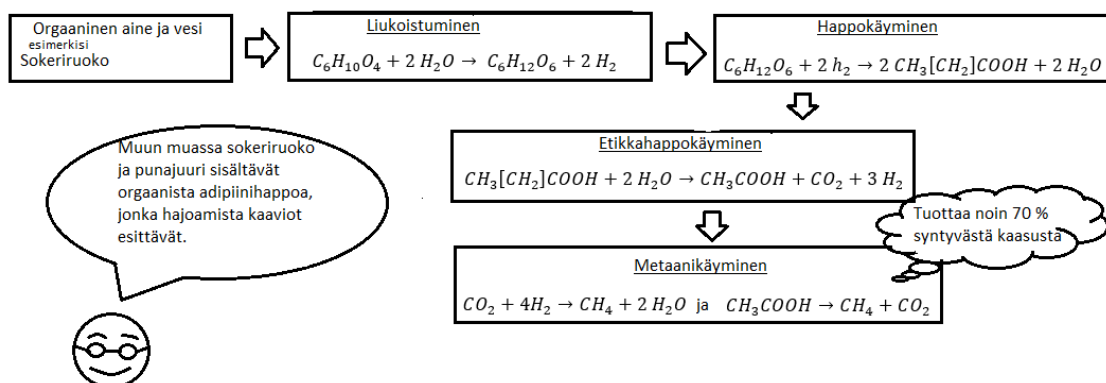 Orgaaninen aine ja vesi
esimerkisi
Sokeriruoko
Liukoistuminen
C₆H₁₀O₄ + 2 H₂O → C₆H₁₂O₆ + 2 H₂
Happokäyminen
C₆H₁₂O₆ + 2 h₂ → 2 CH₃[CH₂]COOH + 2 H₂O
Etikkahappokäyminen
CH₃[CH₂]COOH + 2 H₂O → CH₃COOH + CO₂ + 3 H₂
Muun muassa sokeriruoko
ja punajuuri sisältävät
orgaanista adipiinihappoa,
jonka hajoamista kaaviot
esittävät.
Tuottaa noin 70 %
syntyvästä kaasusta
Metaanikäyminen
CO₂ + 4H₂ → CH₄ + 2 H₂O ja CH₃COOH → CH₄ + CO₂